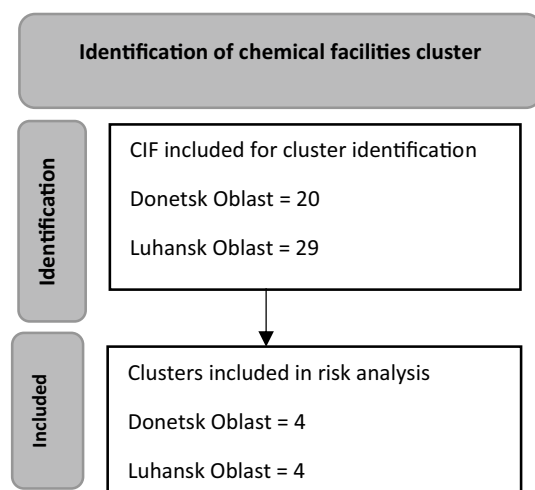 Identification of chemical facilities cluster
Identification
CIF included for cluster identification
Donetsk Oblast = 20
Luhansk Oblast = 29
Included
Clusters included in risk analysis
Donetsk Oblast = 4
Luhansk Oblast = 4